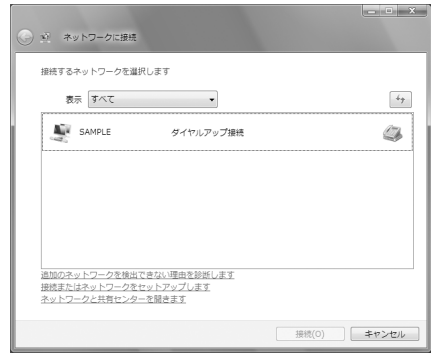 ネットワークに接続
接続するネットワークを選択します
表示 すべて
SAMPLE ダイヤルアップ接続
追加のネットワークを検出できない理由を診断します
接続またはネットワークをセットアップします
ネットワークと共有センターを開きます
接続(O) キャンセル